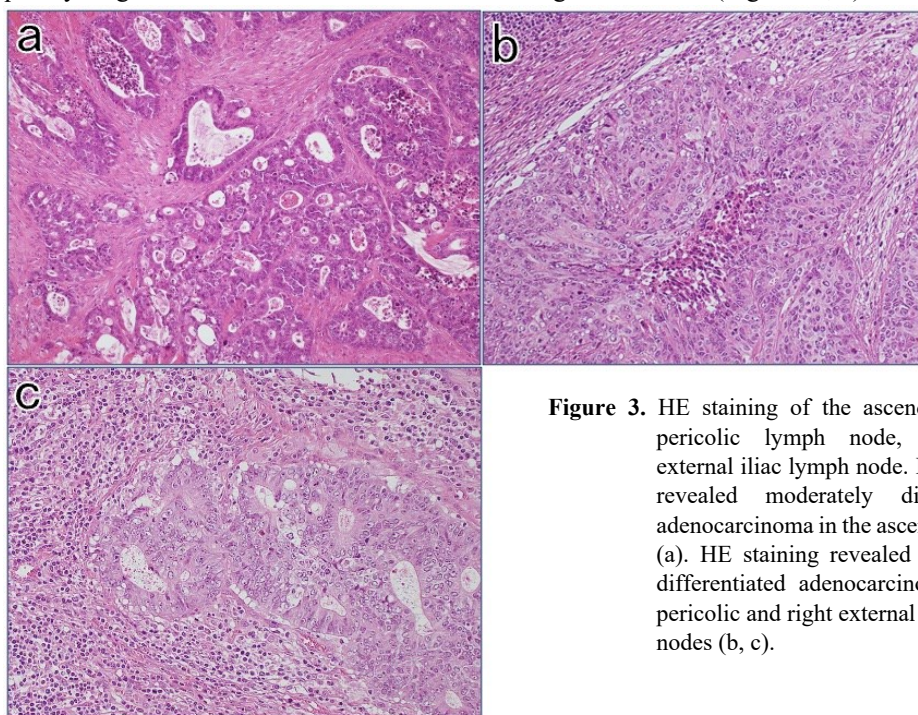 a
b
c
Figure 3. HE staining of the ascen
pericolic lymph node,
external iliac lymph node.
revealed moderately di
adenocarcinoma in the asce
(a). HE staining revealed
differentiated adenocarcin
pericolic and right external
nodes (b, c).